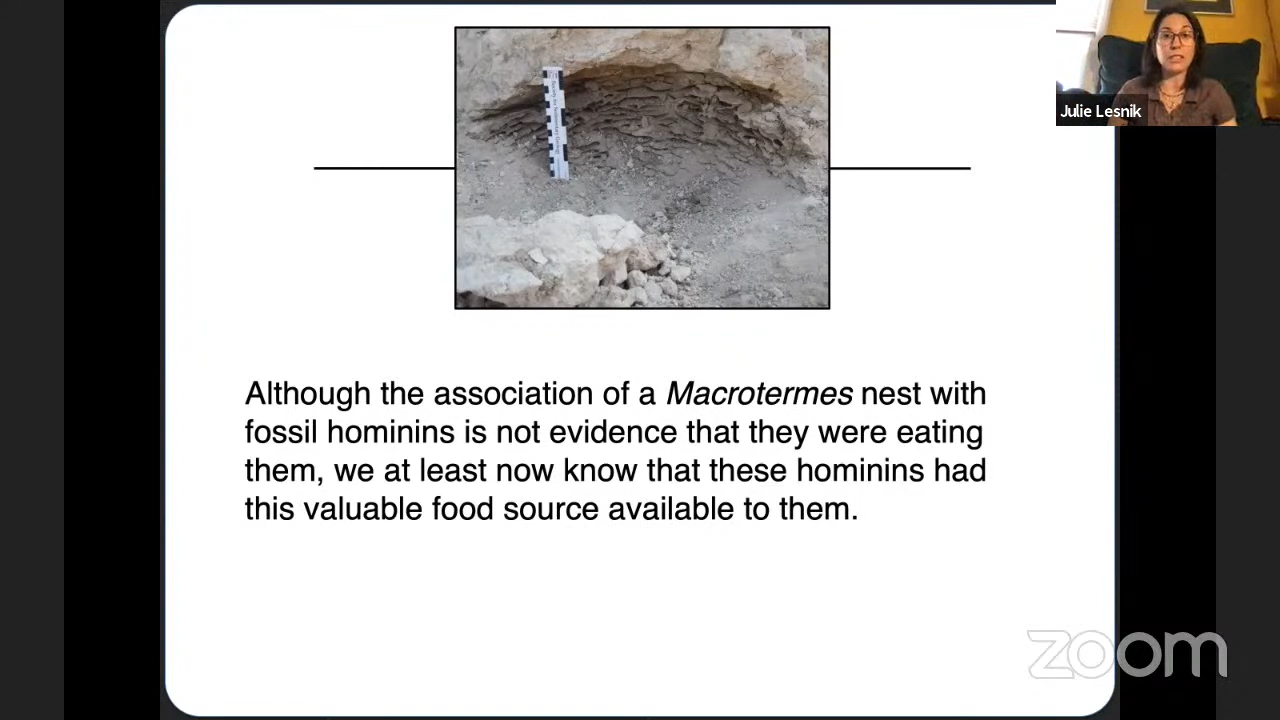 Julie Lesnik
Although the association of a Macrotermes nest with
fossil hominins is not evidence that they were eating
them, we at least now know that these hominins had
this valuable food source available to them.
zoom